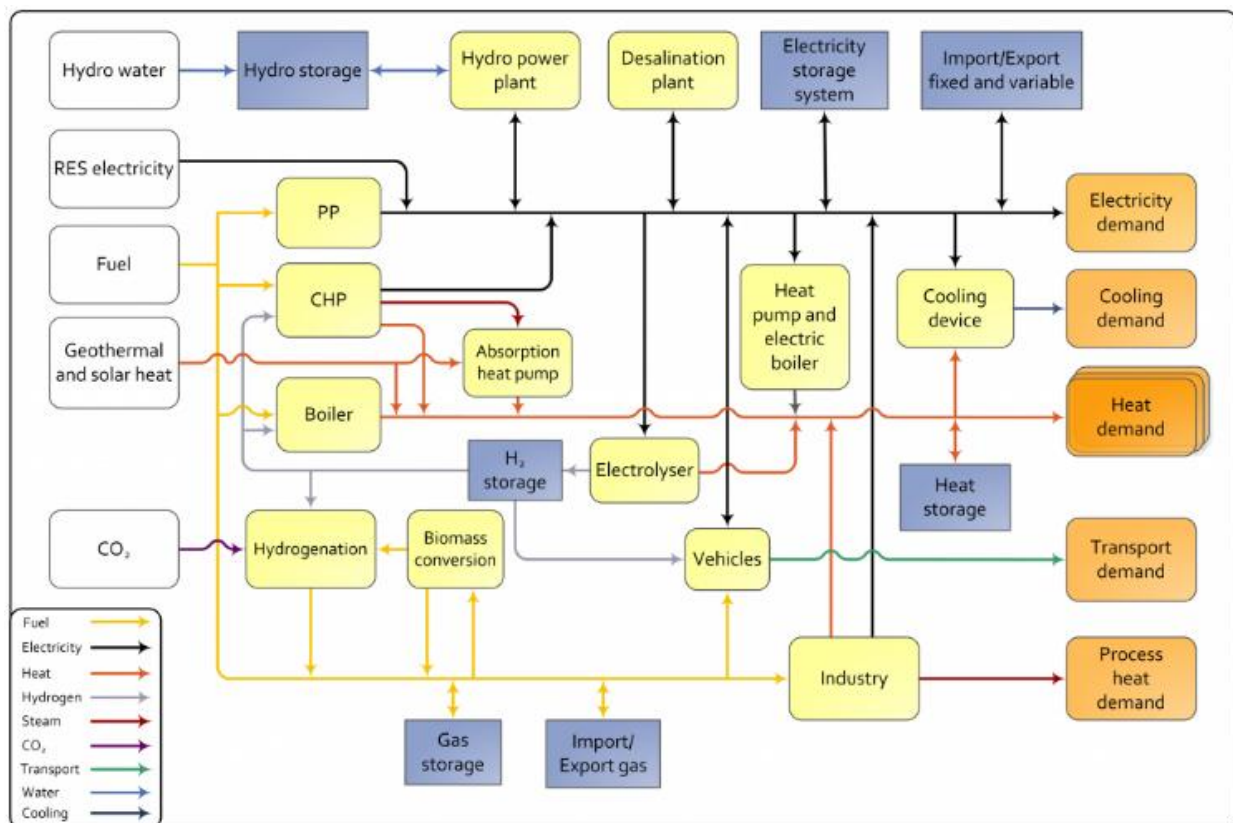 Hydro water
Hydro storage
Hydro power
plant
Desalination
plant
Electricity
storage
system
Import/Export
fixed and variable
RES electricity
PP
Electricity
demand
Fuel
CHP
Heat
pump and
electric
boiler
Cooling
device
Cooling
demand
Geothermal
and solar heat
Absorption
heat pump
Boiler
Heat
demand
H₂
storage
Electrolyser
Heat
storage
CO₂
Hydrogenation
Biomass
conversion
Vehicles
Transport
demand
Industry
Process
heat
demand
Gas
storage
Import/
Export gas
Fuel
Electricity
Heat
Hydrogen
Steam
CO₂
Transport
Water
Cooling